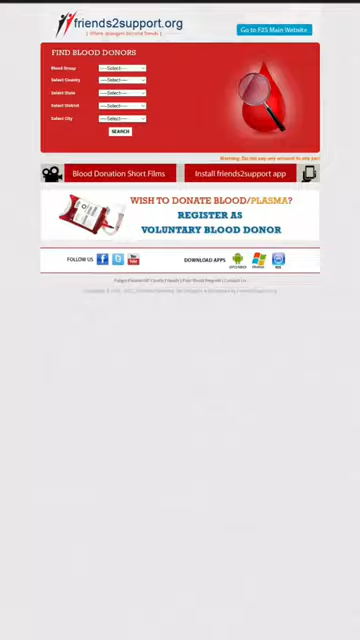 friends2support.org
[ Where strangers become friends ]
Go to F2S Main Website
FIND BLOOD DONORS
Blood Group
----Select----
Select Country
----Select----
Select State
----Select----
Select District
----Select----
Select City
----Select----
SEARCH
Warning: Do not pay any amount to any
Blood Donation Short Films
Install friends2support app
WISH TO DONATE BLOOD/PLASMA?
REGISTER AS
VOLUNTARY BLOOD DONOR
FOLLOW US
DOWNLOAD APPS
| Contact Us